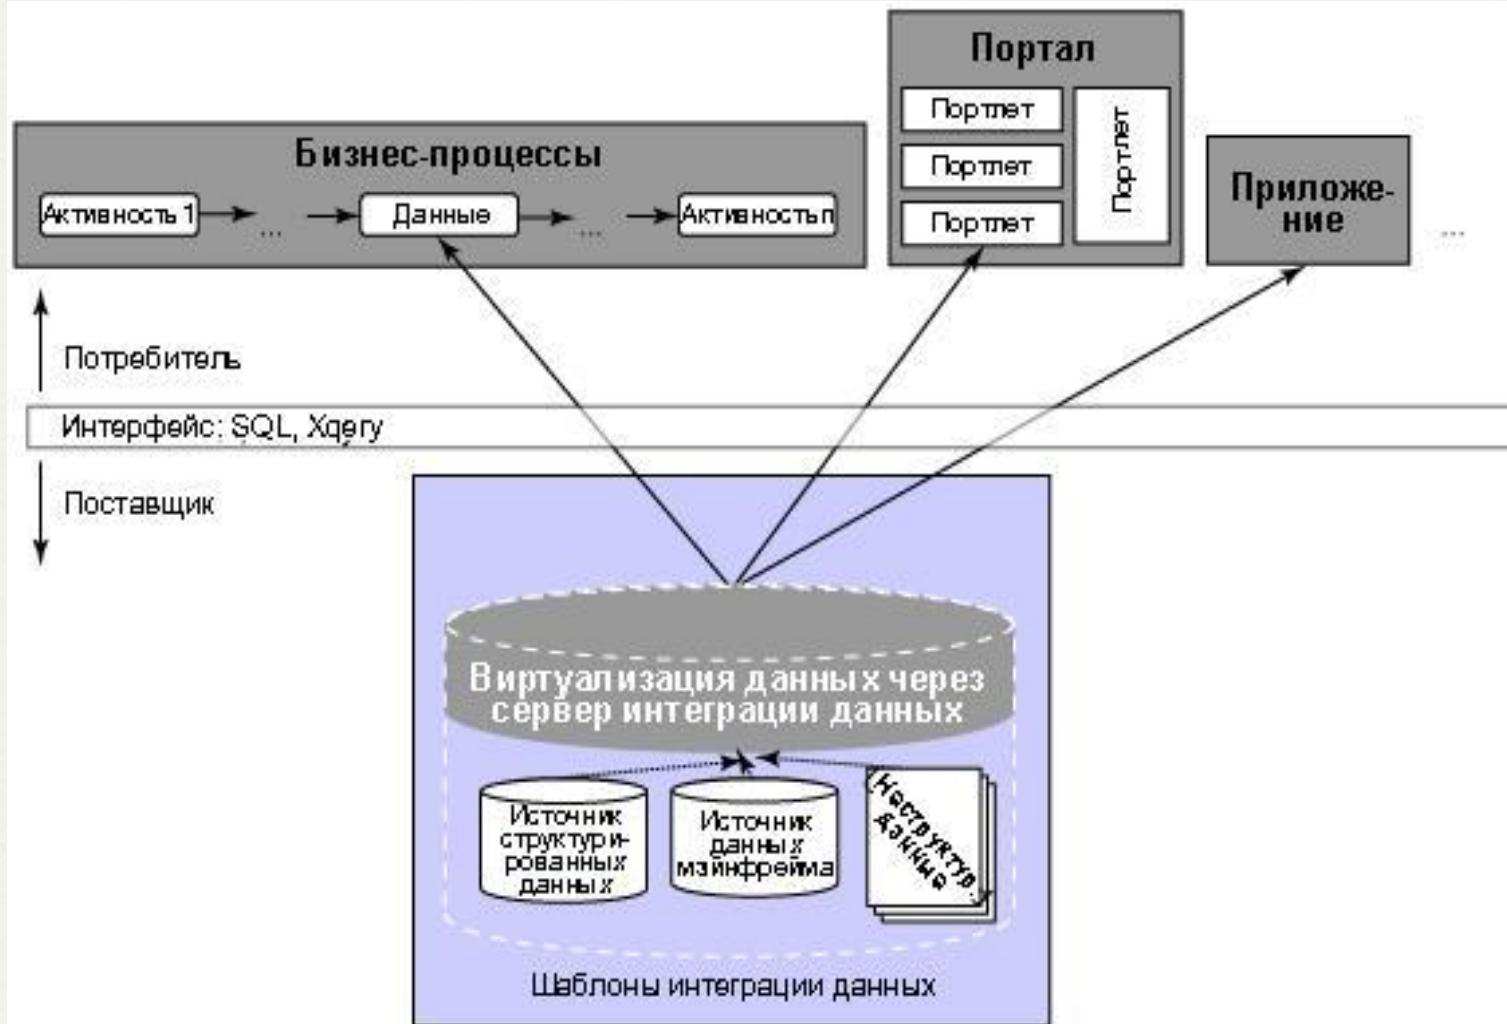 Портал
Портлет
Портлет
Портлет
Портлет
Бизнес-процессы
Активность 1
...
Данные
...
Активность n
Приложе-
ние
...
Потребитель
Интерфейс: SQL, Xqery
Поставщик
Виртуализация данных через
сервер интеграции данных
Источник
структури-
рованных
данных
Источник
данных
мэйнфрейма
(Неструктур.)
данные
Шаблоны интеграции данных